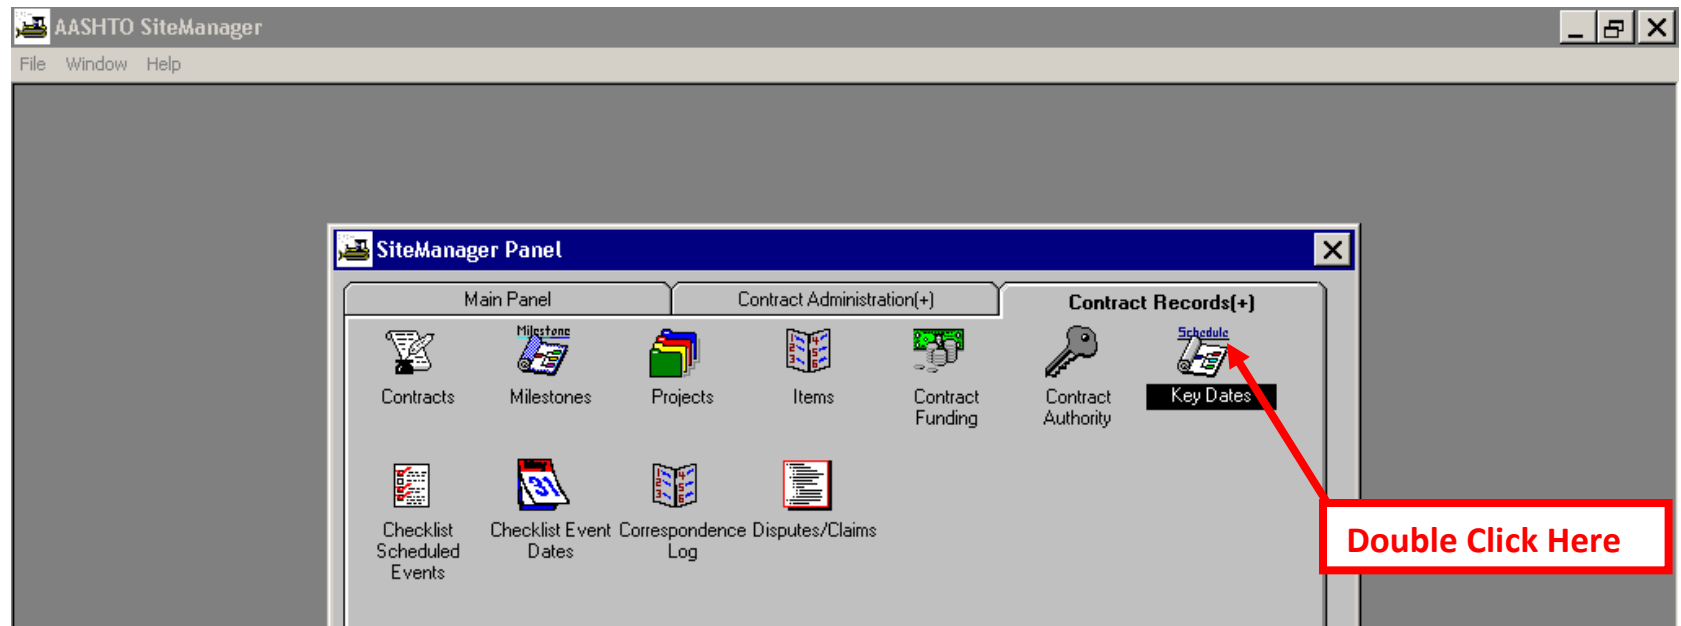 AASHTO SiteManager
File Window Help
SiteManager Panel
Main Panel
Contract Administration(+)
Contract Records(+)
Milestone
Schedule
Contracts
Milestones
Projects
Items
Contract
Funding
Contract
Authority
Key Dates
31
Checklist
Scheduled
Events
Checklist Event
Dates
Correspondence
Log
Disputes/Claims
Double Click Here